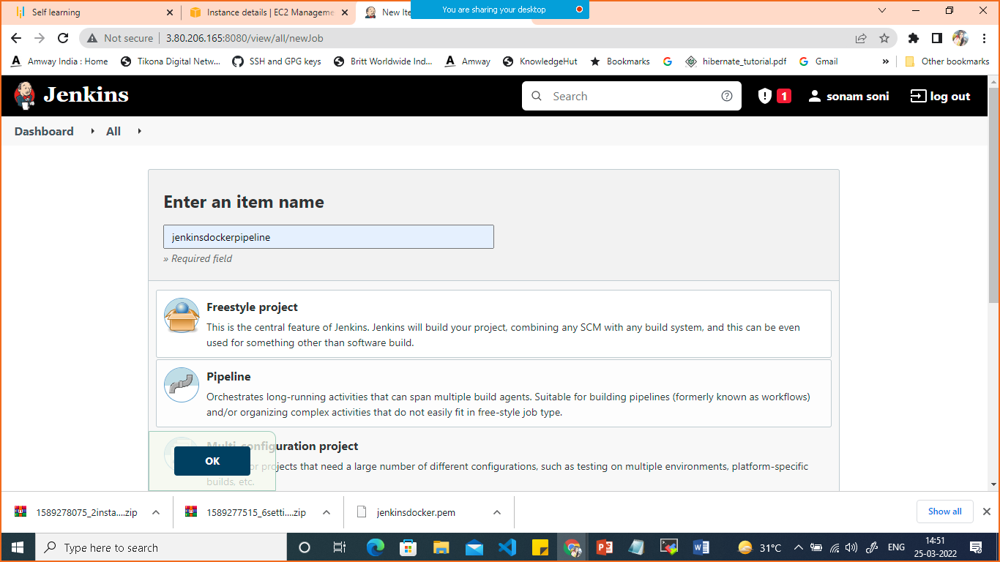 Self learning
Instance details | EC2 Manageme
New Ite
You are sharing your desktop
Not secure
3.80.206.165:8080/view/all/newJob
Amway India : Home
Tikona Digital Netw...
SSH and GPG keys
Britt Worldwide Ind...
Amway
KnowledgeHut
Bookmarks
hibernate_tutorial.pdf
Gmail
»
Other bookmarks
Jenkins
Search
1
sonam soni
log out
Dashboard
All
Enter an item name
jenkinsdockerpipeline
» Required field
Freestyle project
This is the central feature of Jenkins. Jenkins will build your project, combining any SCM with any build system, and this can be even
used for something other than software build.
Pipeline
Orchestrates long-running activities that can span multiple build agents. Suitable for building pipelines (formerly known as workflows)
and/or organizing complex activities that do not easily fit in free-style job type.
Multi-configuration project
or projects that need a large number of different configurations, such as testing on multiple environments, platform-specific
builds, etc.
OK
1589278075_2insta....zip
1589277515_6setti....zip
jenkinsdocker.pem
Show all
Type here to search
31°C
ENG
14:51
25-03-2022